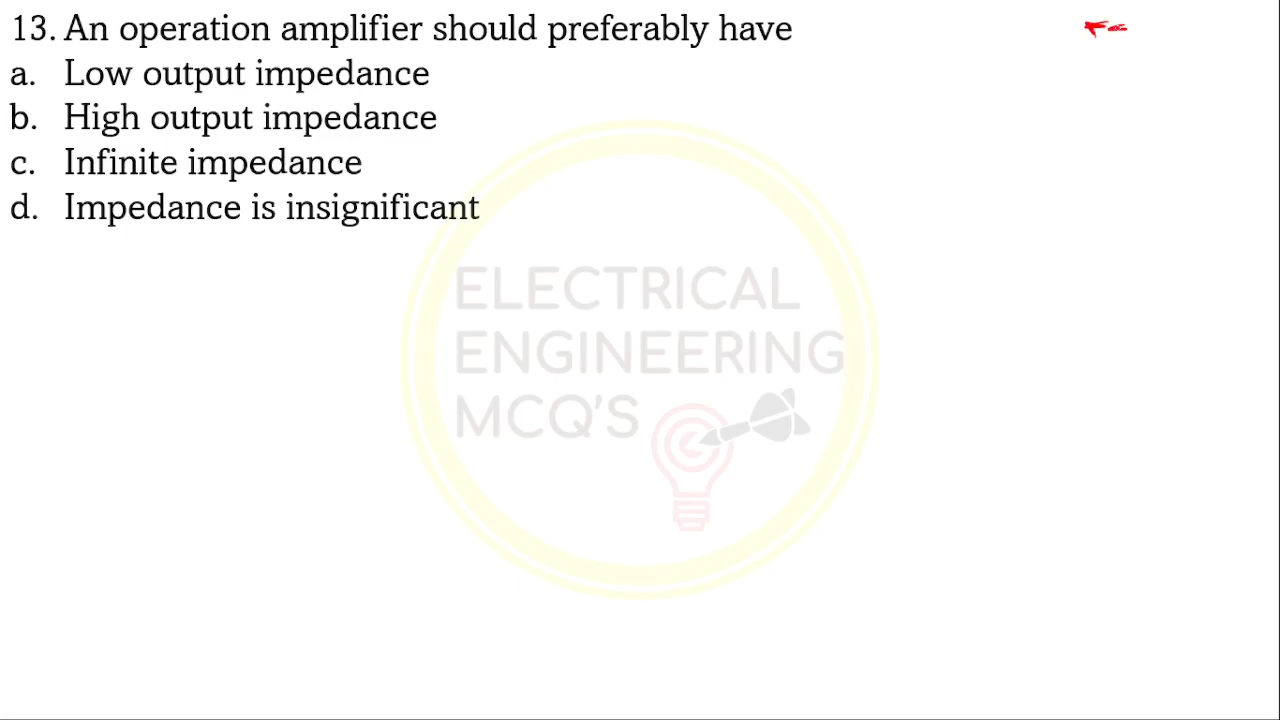 13. An operation amplifier should preferably have
a. Low output impedance
b. High output impedance
c. Infinite impedance
d. Impedance is insignificant
ELECTRICAL
ENGINEERING
MCQ'S